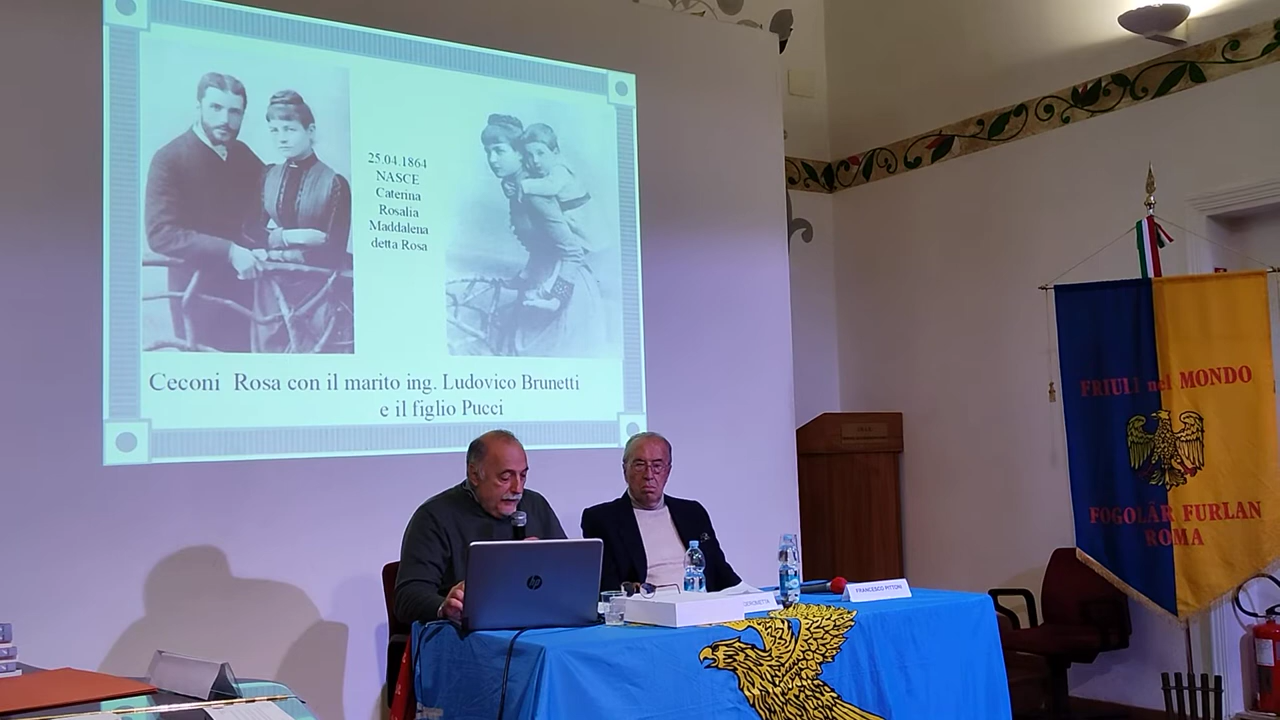 25.04.1864
NASCE
Caterina
Rosalia
Maddalena
detta Rosa
Ceconi Rosa con il marito ing. Ludovico Brunetti
e il figlio Pucci
FRIULI nel MONDO
FOGOLÂR FURLAN
ROMA
hp
FRANCESCO PITTONI